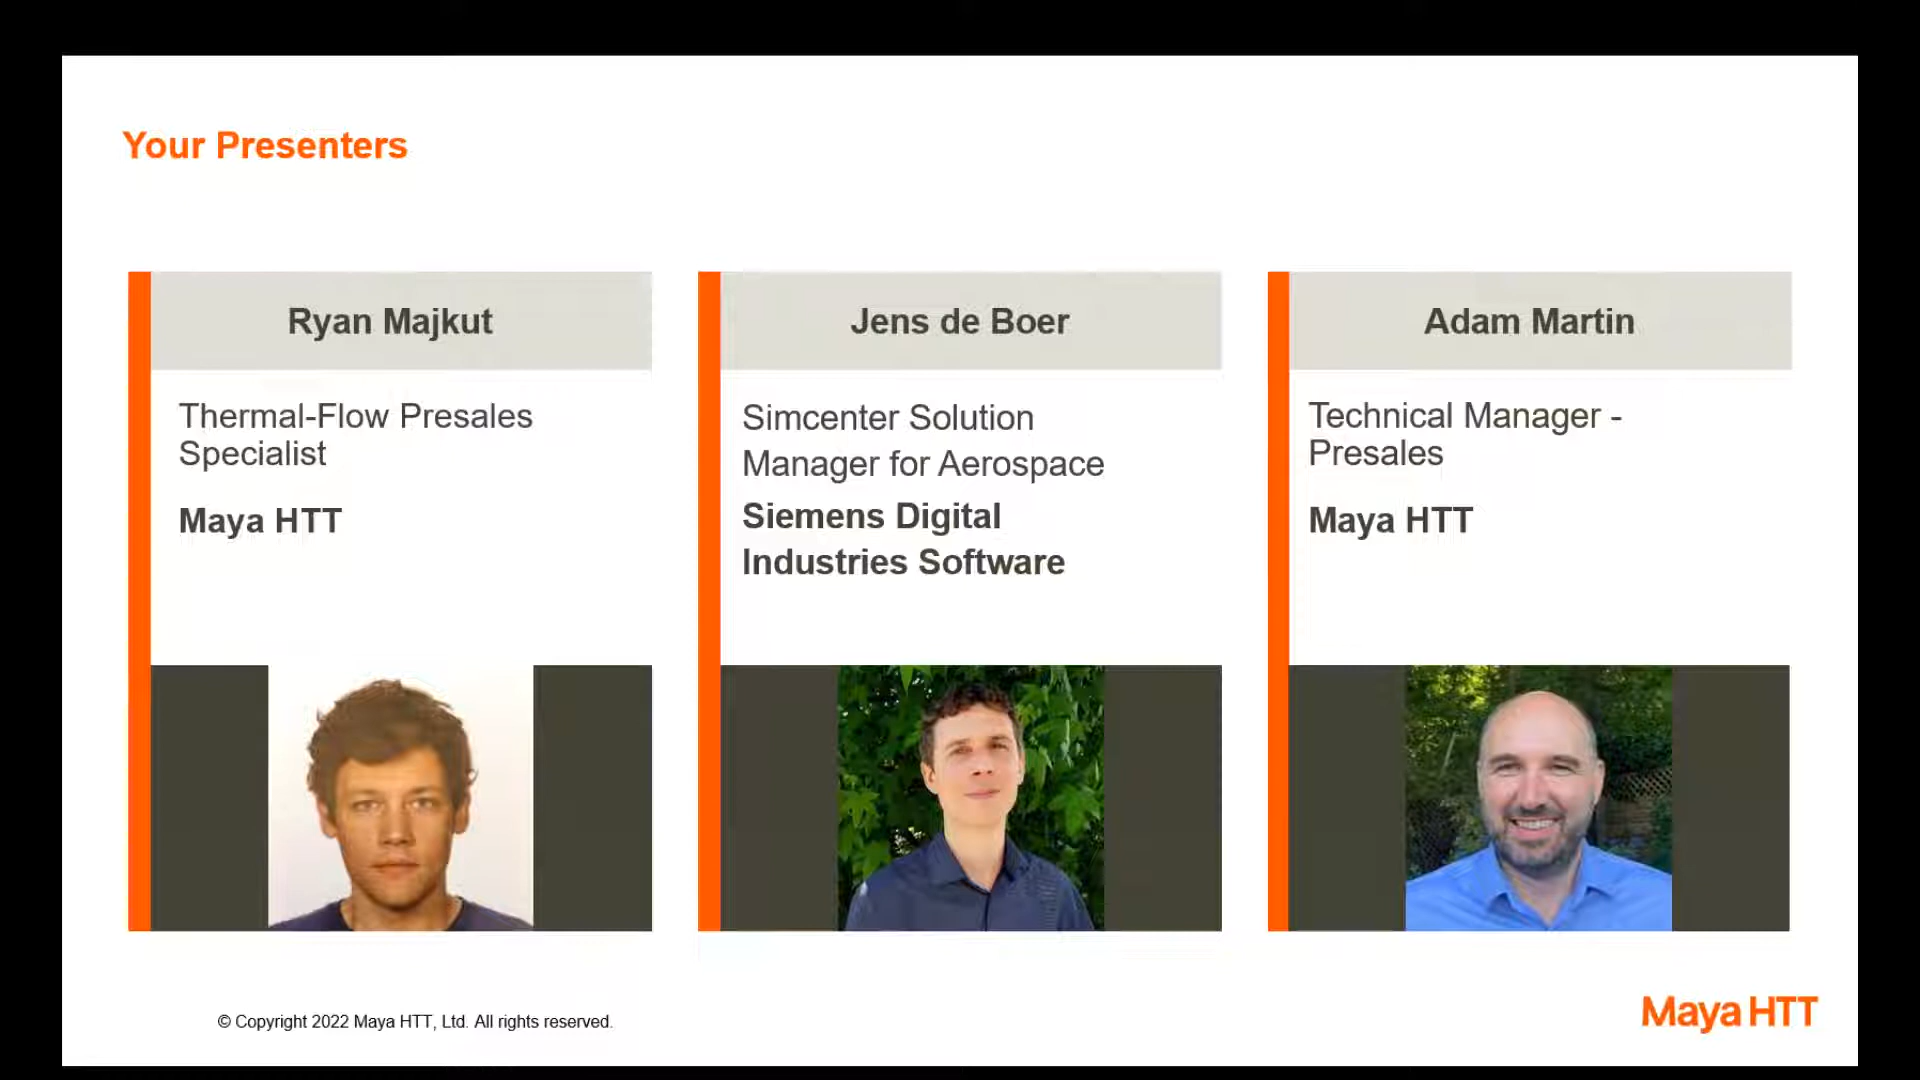 Your Presenters
Ryan Majkut
Thermal-Flow Presales
Specialist
Maya HTT
Jens de Boer
Simcenter Solution
Manager for Aerospace
Siemens Digital
Industries Software
Adam Martin
Technical Manager -
Presales
Maya HTT
© Copyright 2022 Maya HTT, Ltd. All rights reserved.
Maya HTT